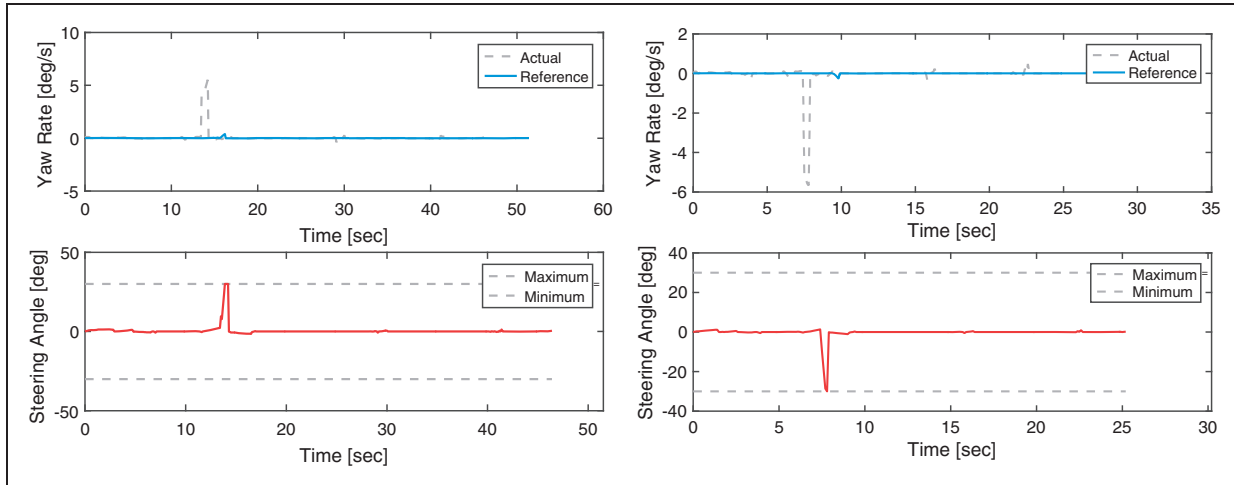 10
5
0
-5
Yaw Rate [deg/s]
Actual
Reference
0 10 20 30 40 50 60
Time [sec]
2
0
-2
-4
-6
Yaw Rate [deg/s]
Actual
Reference
0 5 10 15 20 25 30 35
Time [sec]
50
0
-50
Steering Angle [deg]
Maximum
Minimum
0 10 20 30 40 50
Time [sec]
40
20
0
-20
-40
Steering Angle [deg]
Maximum
Minimum
0 5 10 15 20 25 30
Time [sec]